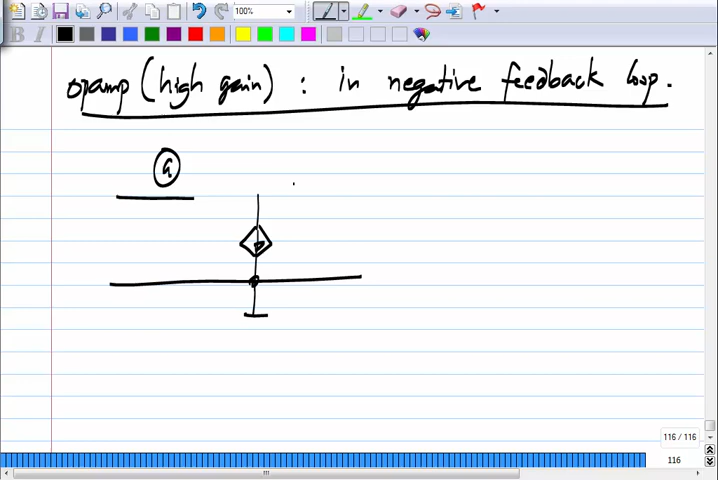 100%
opamp (high gain) : in negative feedback loop.
a
116 / 116
116